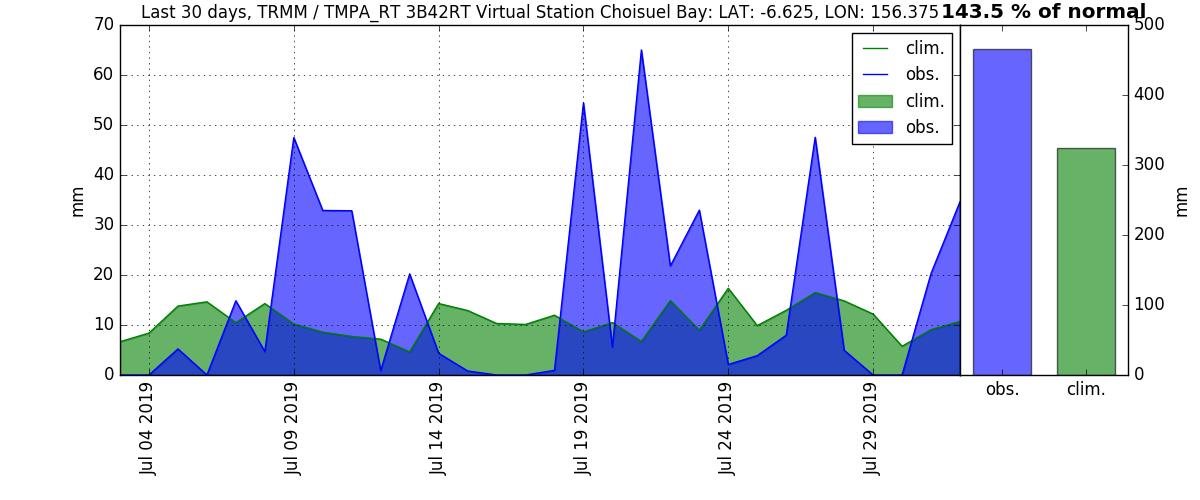 Last 30 days, TRMM / TMPA_RT 3B42RT Virtual Station Choisuel Bay: LAT: -6.625, LON: 156.375
143.5 % of normal
70
60
50
40
30
20
10
0
mm
clim.
obs.
clim.
obs.
Jul 04 2019
Jul 09 2019
Jul 14 2019
Jul 19 2019
Jul 24 2019
Jul 29 2019
obs.
clim.
500
400
300
200
100
0
mm